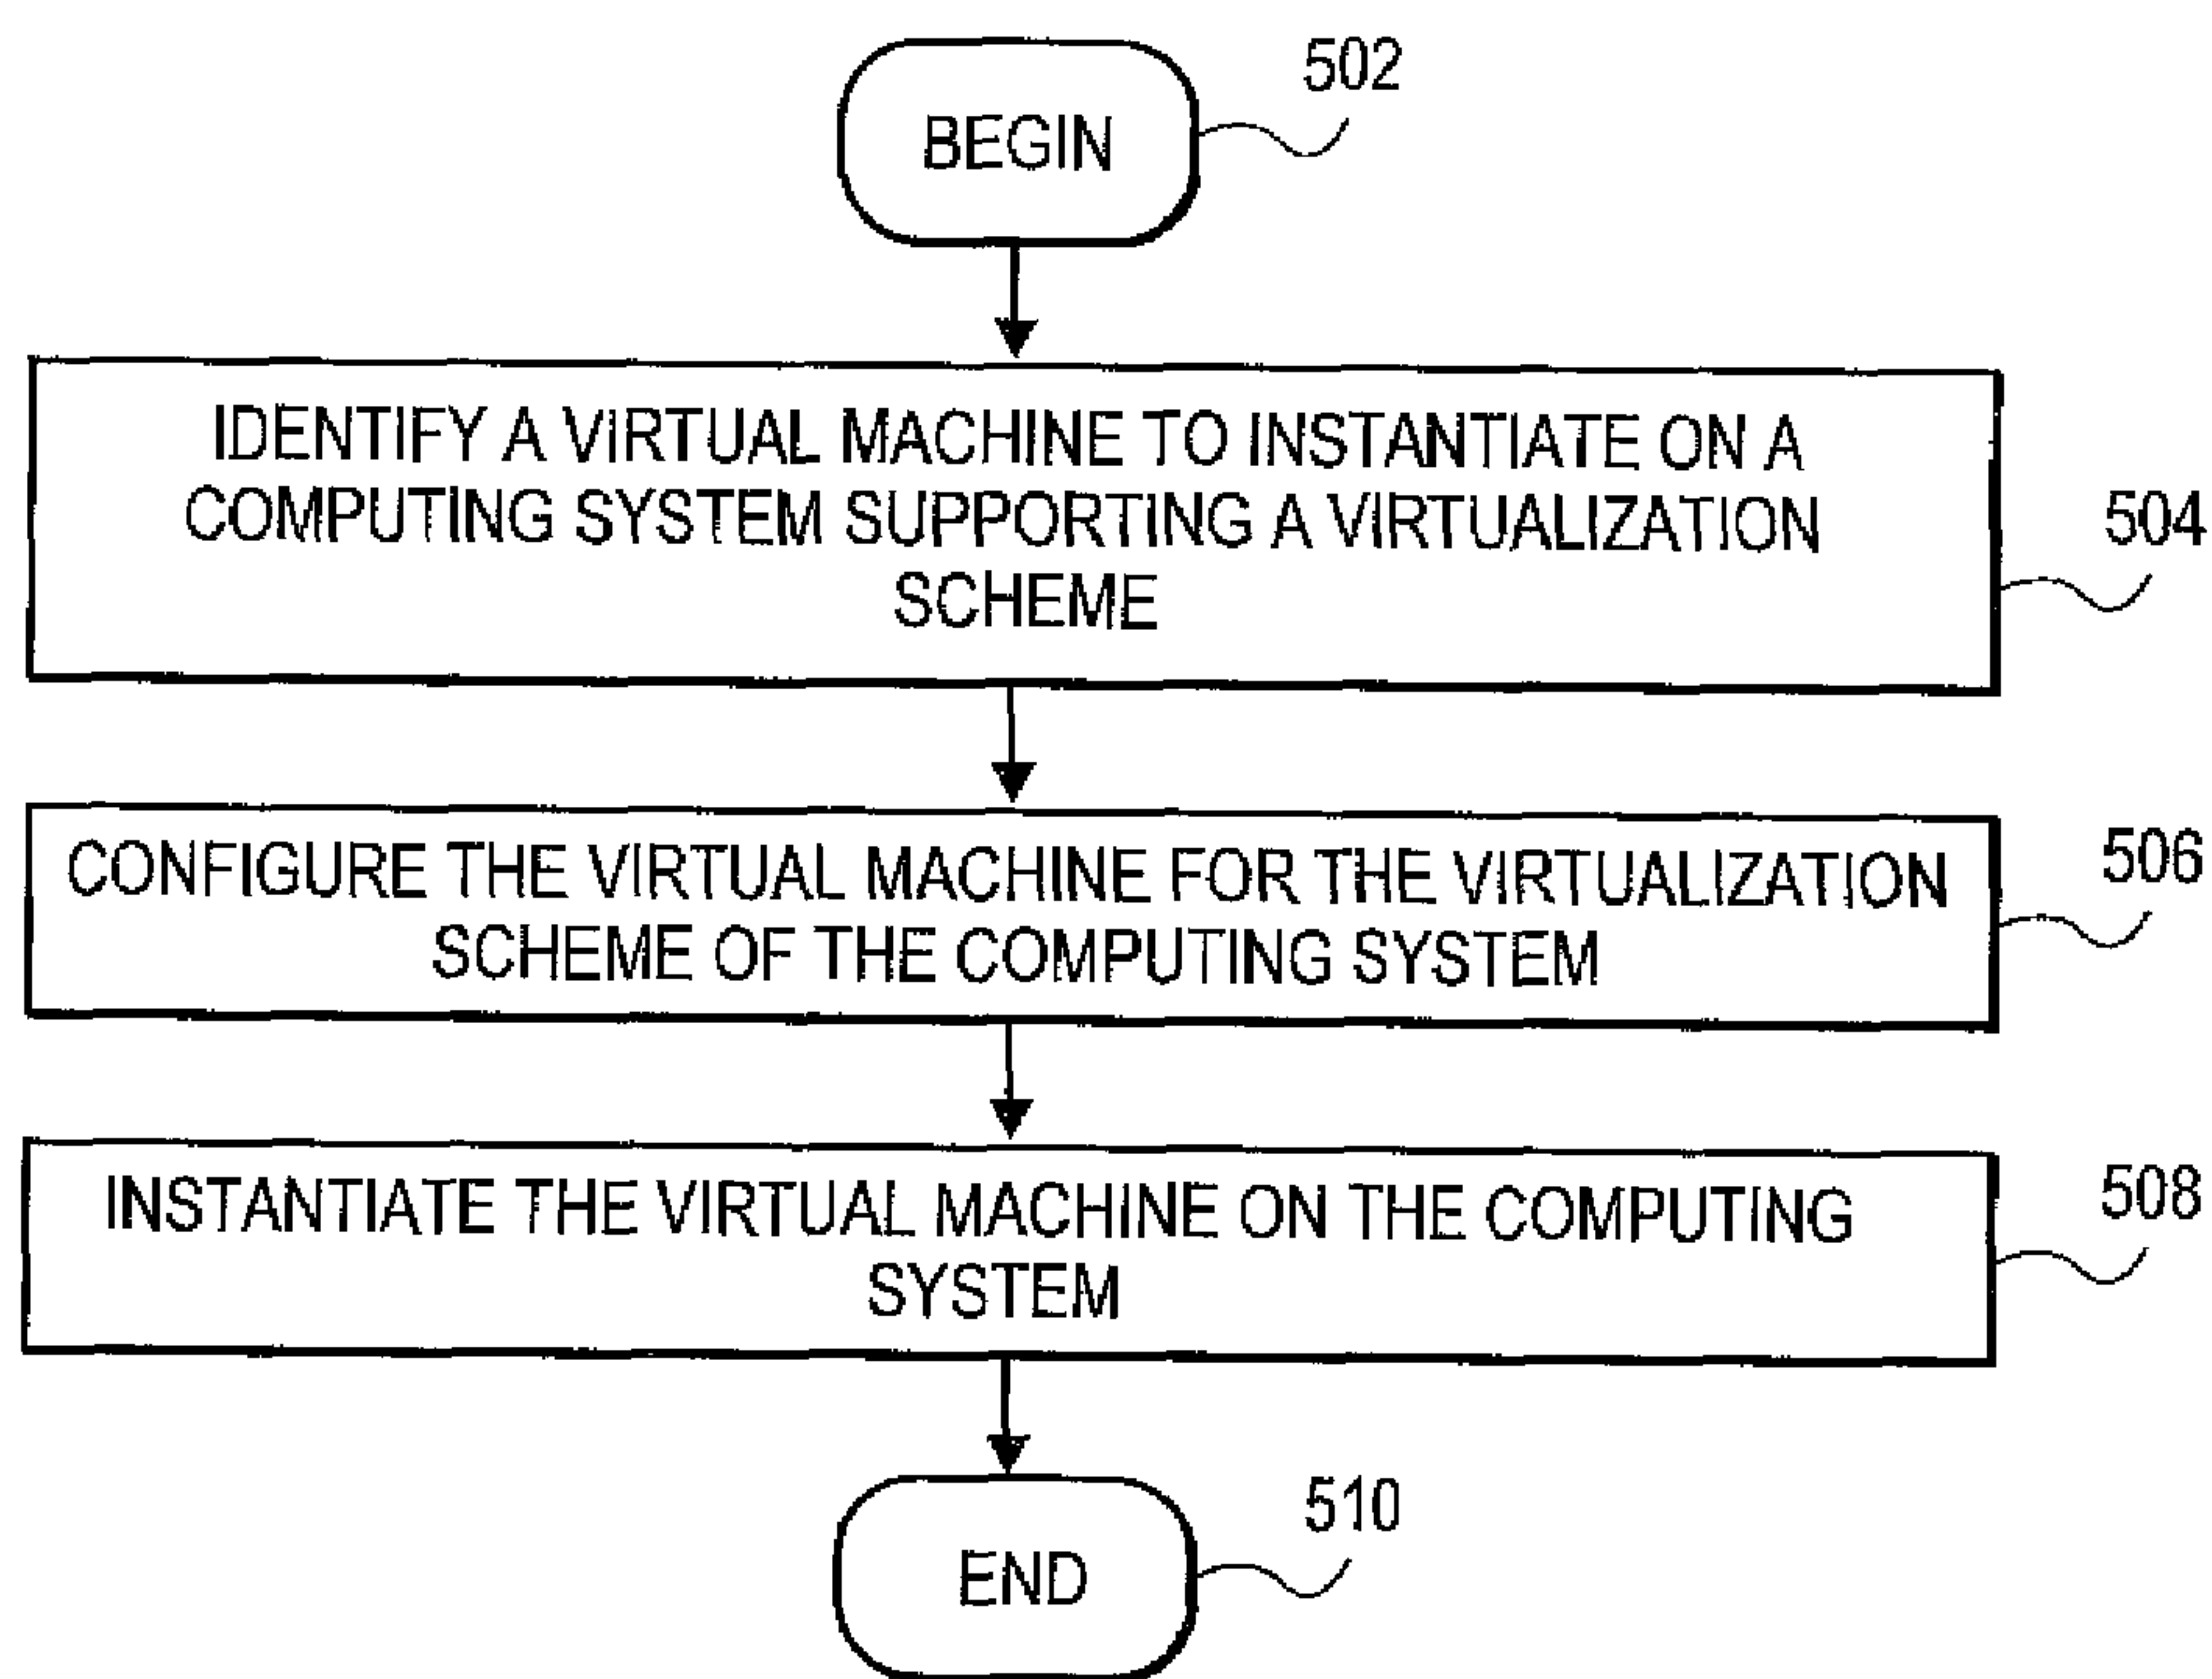 BEGIN
502
IDENTIFY A VIRTUAL MACHINE TO INSTANTIATE ON A
COMPUTING SYSTEM SUPPORTING A VIRTUALIZATION
SCHEME
504
CONFIGURE THE VIRTUAL MACHINE FOR THE VIRTUALIZATION
SCHEME OF THE COMPUTING SYSTEM
506
INSTANTIATE THE VIRTUAL MACHINE ON THE COMPUTING
SYSTEM
508
END
510